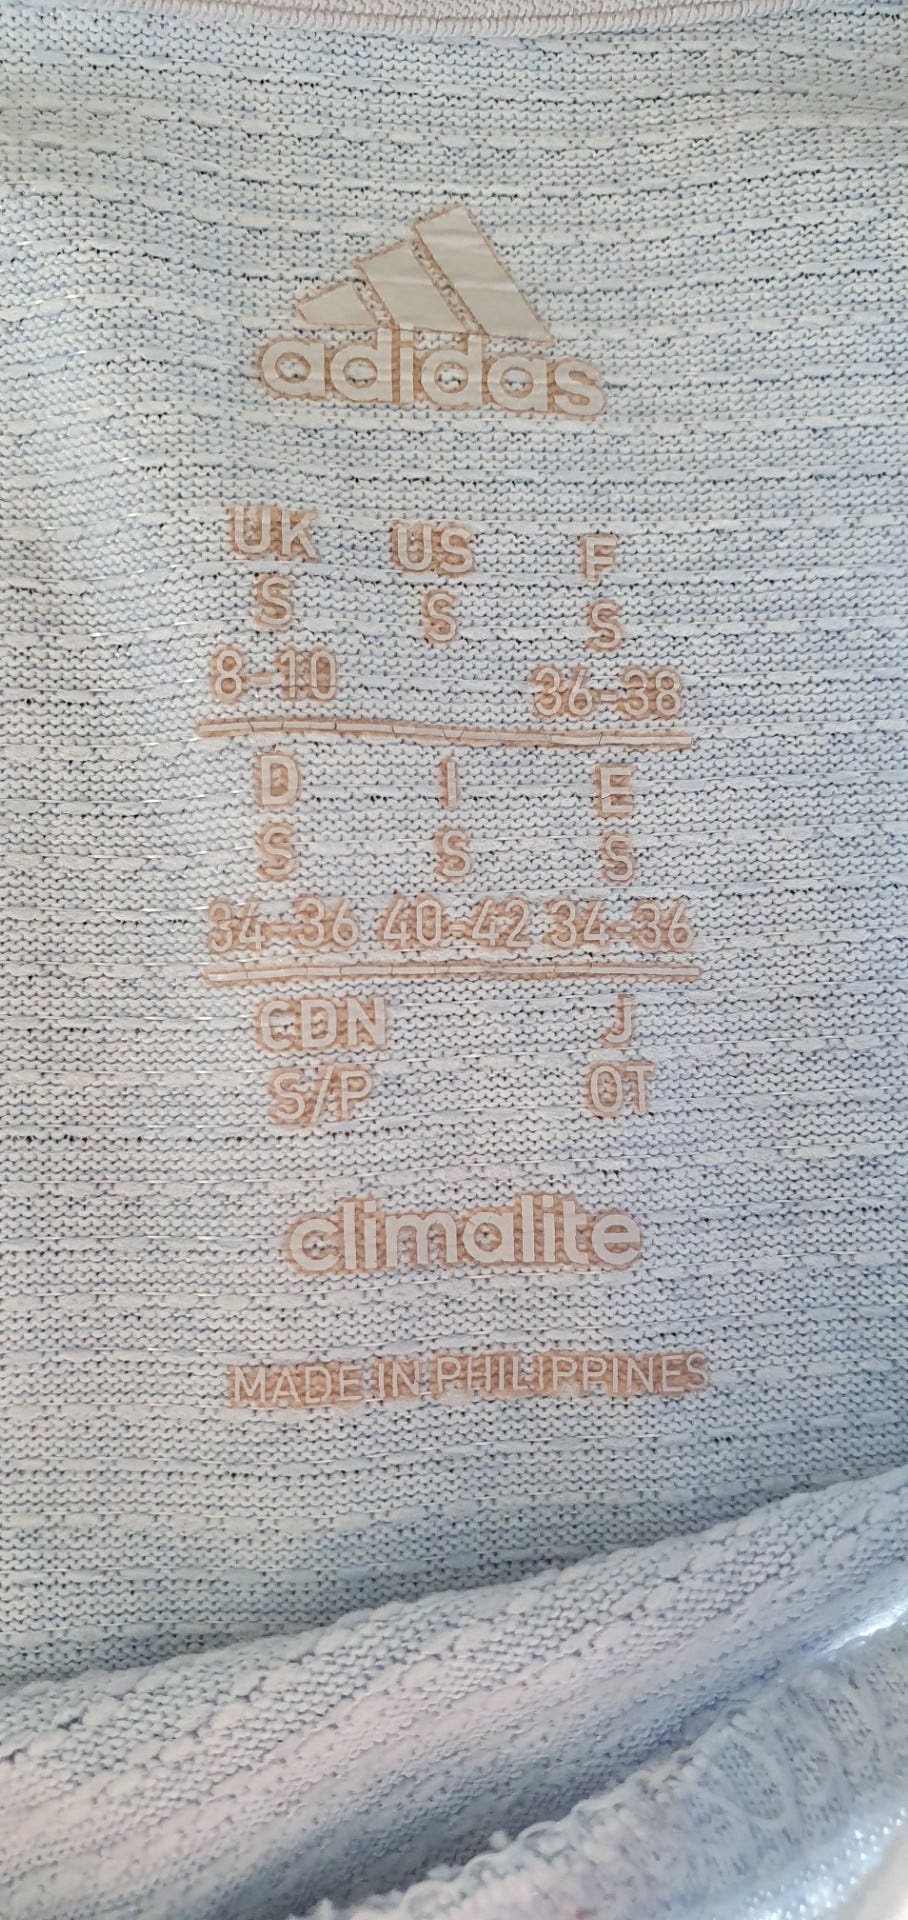 adidas
UK US F
S S S
8-10 36-38
D I E
S S S
34-36 40-42 34-36
CDN J
S/P OT
climalite
MADE IN PHILIPPINES